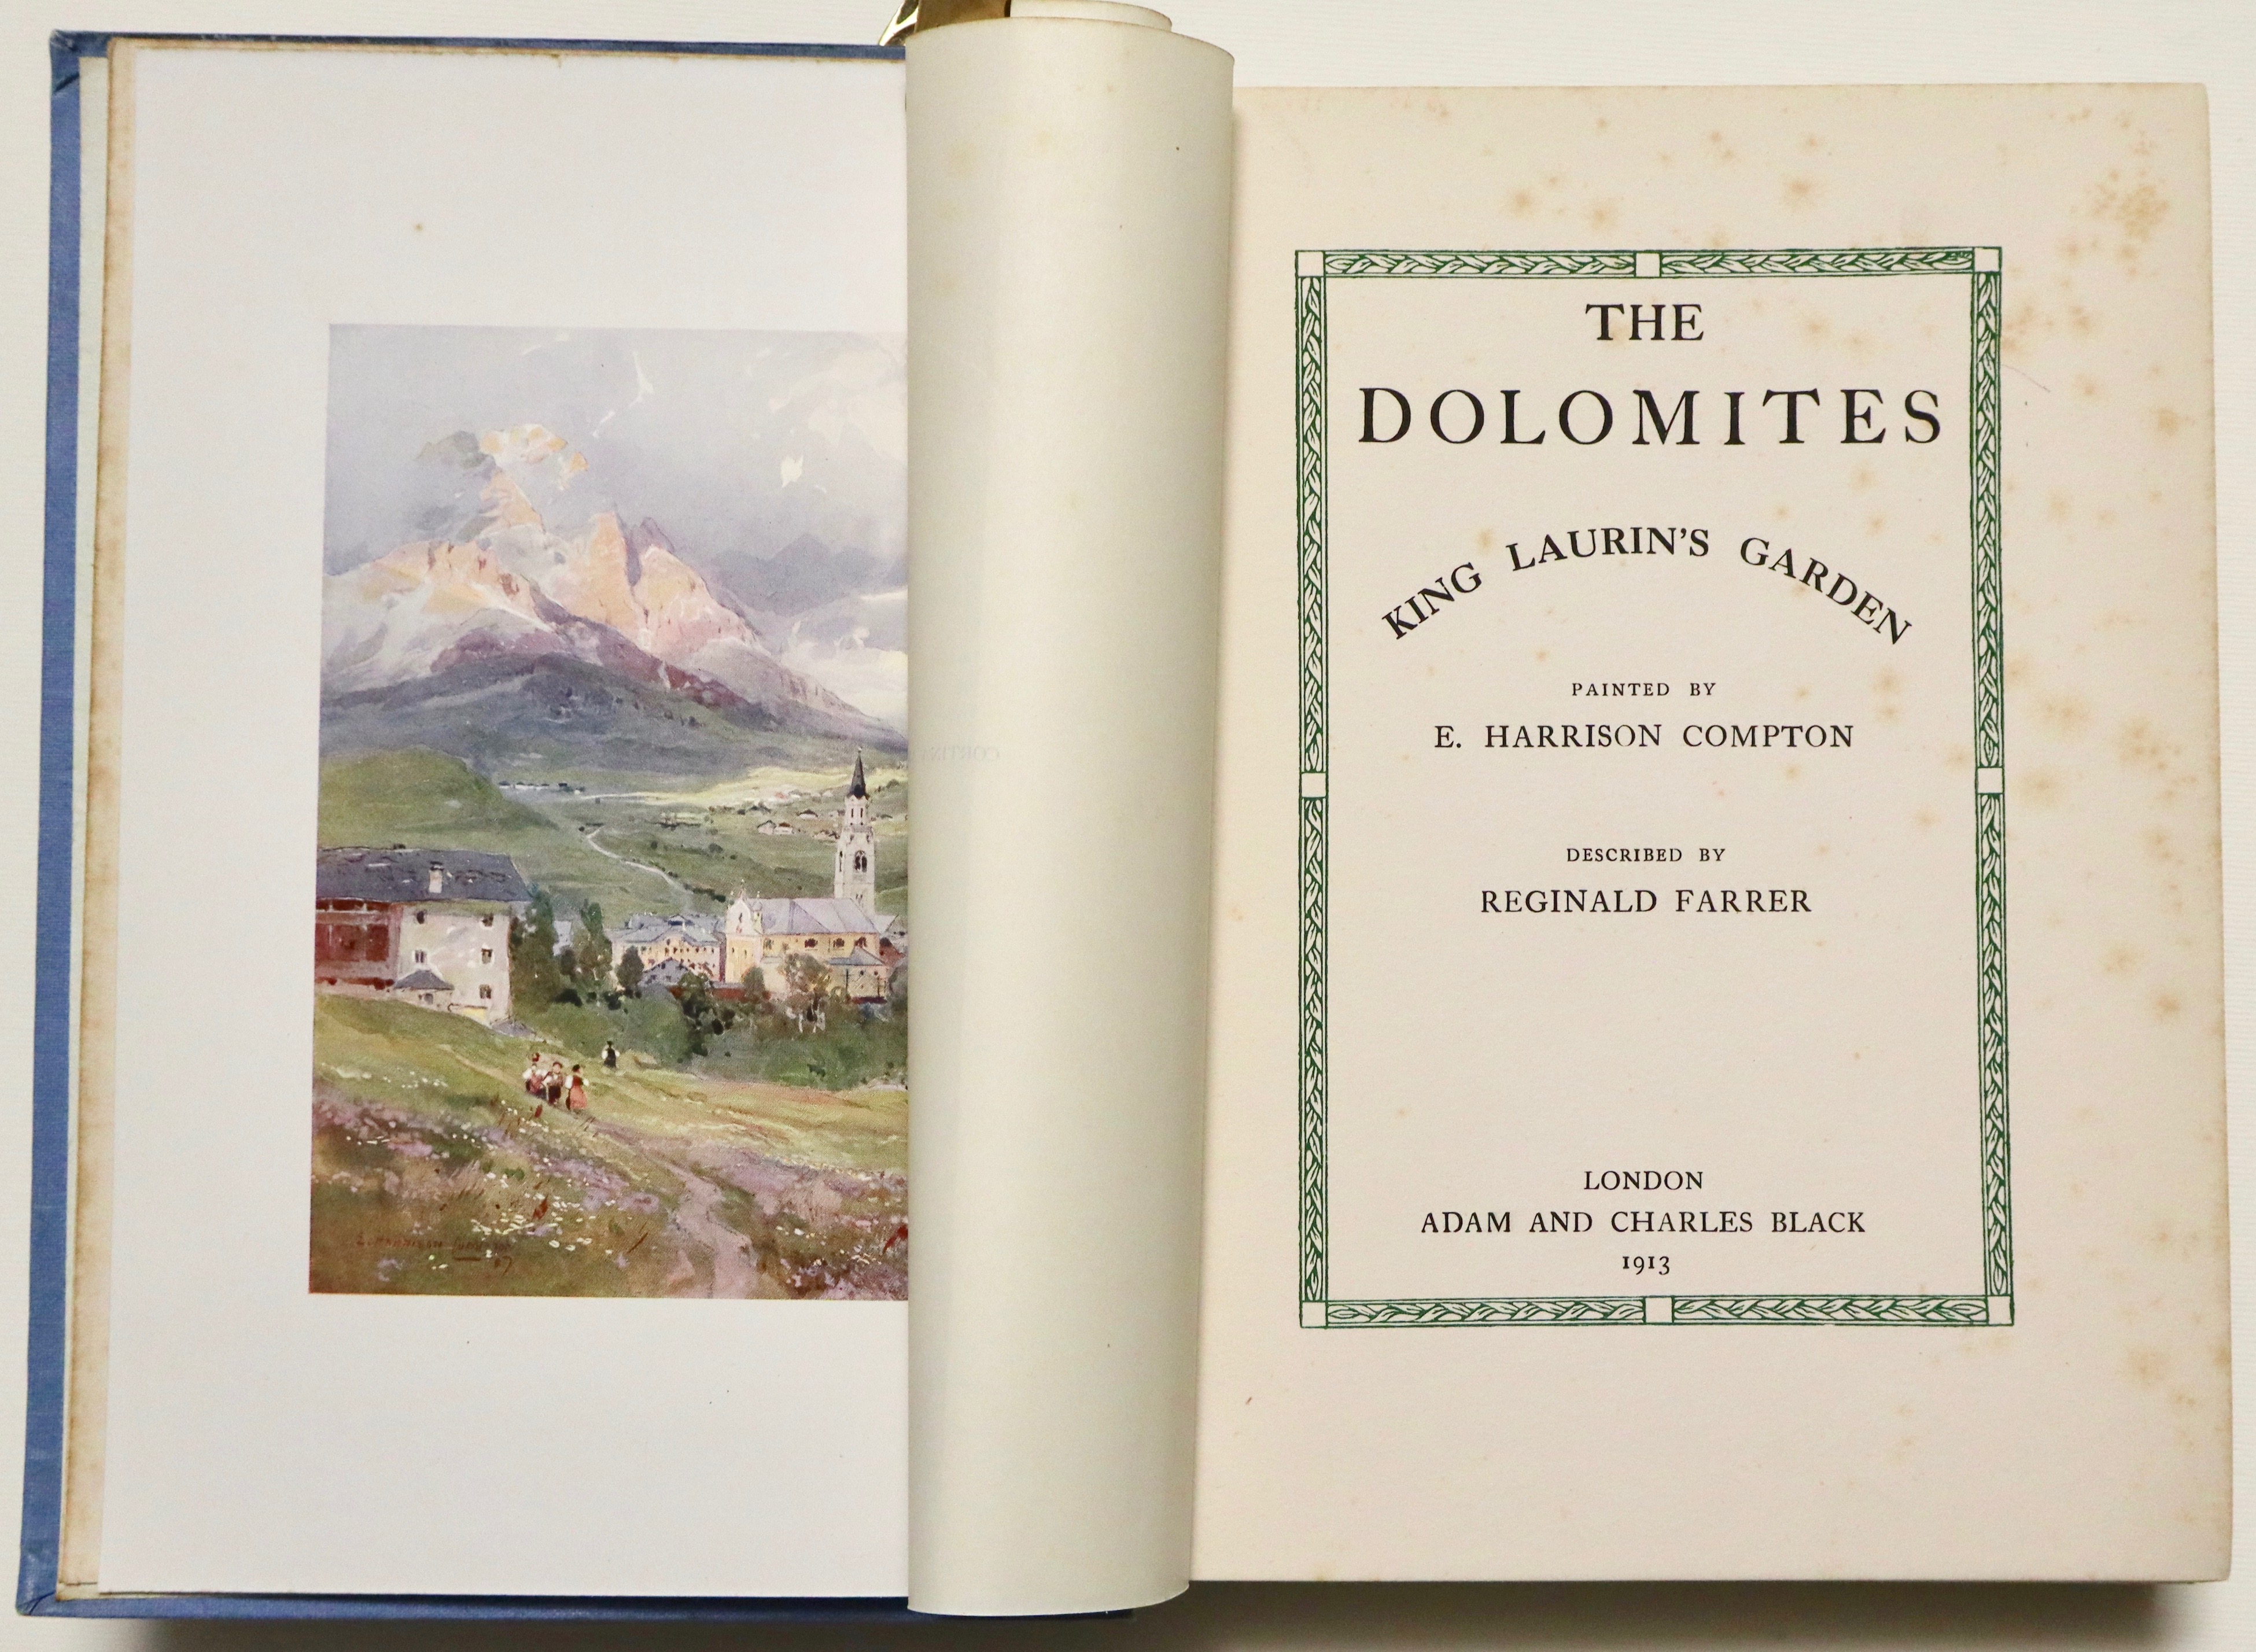 THE
DOLOMITES
KING LAURIN'S GARDEN
PAINTED BY
E. HARRISON COMPTON
DESCRIBED BY
REGINALD FARRER
LONDON
ADAM AND CHARLES BLACK
1913